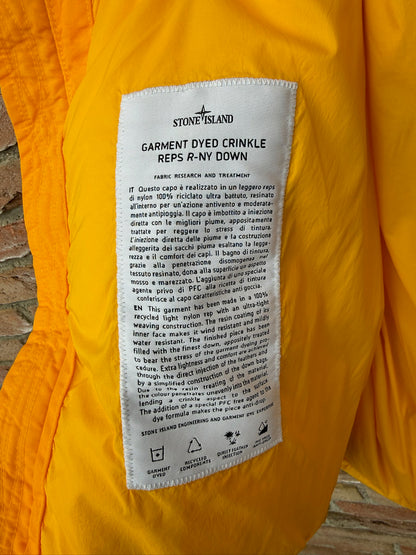 STONE ISLAND
GARMENT DYED CRINKLE
REPS R-NY DOWN
FABRIC RESEARCH AND TREATMENT
IT Questo capo è realizzato in un leggero reps
di nylon 100% riciclato ultra battuto, resinato
all'interno per un'azione antivento e moderata-
mente antipioggia. Il capo è imbottito a iniezione
diretta con le migliori piume, appositamente
trattate per reggere lo stress di tintura.
L'iniezione diretta delle piume e la costruzione
alleggerita dei sacchi piuma esaltano la legge-
rezza e il comfort dei capi. Il bagno di tintura,
grazie alla penetrazione disomogenea nel
tessuto resinato, dona alla superficie un aspetto
mosso e marezzato. L'aggiunta di uno speciale
agente privo di PFC alla ricetta di tintura
conferisce al capo caratteristiche anti goccia.
EN This garment has been made in a 100%
recycled light nylon rep with an ultra-tight
weaving construction. The resin coating of its
inner face makes it wind resistant and mildly
water resistant. The finished piece has been
filled with the finest down, appositely treated
to bear the stress of the garment dyeing pro-
cedure. Extra lightness and comfort are achieved
through the direct injection of the feathers and
by a simplified construction of the down bags.
Due to the resin treating of the material,
the colour penetrates unevenly into the fabric,
lending a crinkle aspect to the surface.
The addition of a special PFC free agent to the
dye formula makes the finished piece anti-drop.
STONE ISLAND ENGINEERING AND GARMENT DYE EXPERTISE
GARMENT
DYED
RECYCLED
COMPONENTS
DIRECT FEATHER
INJECTION